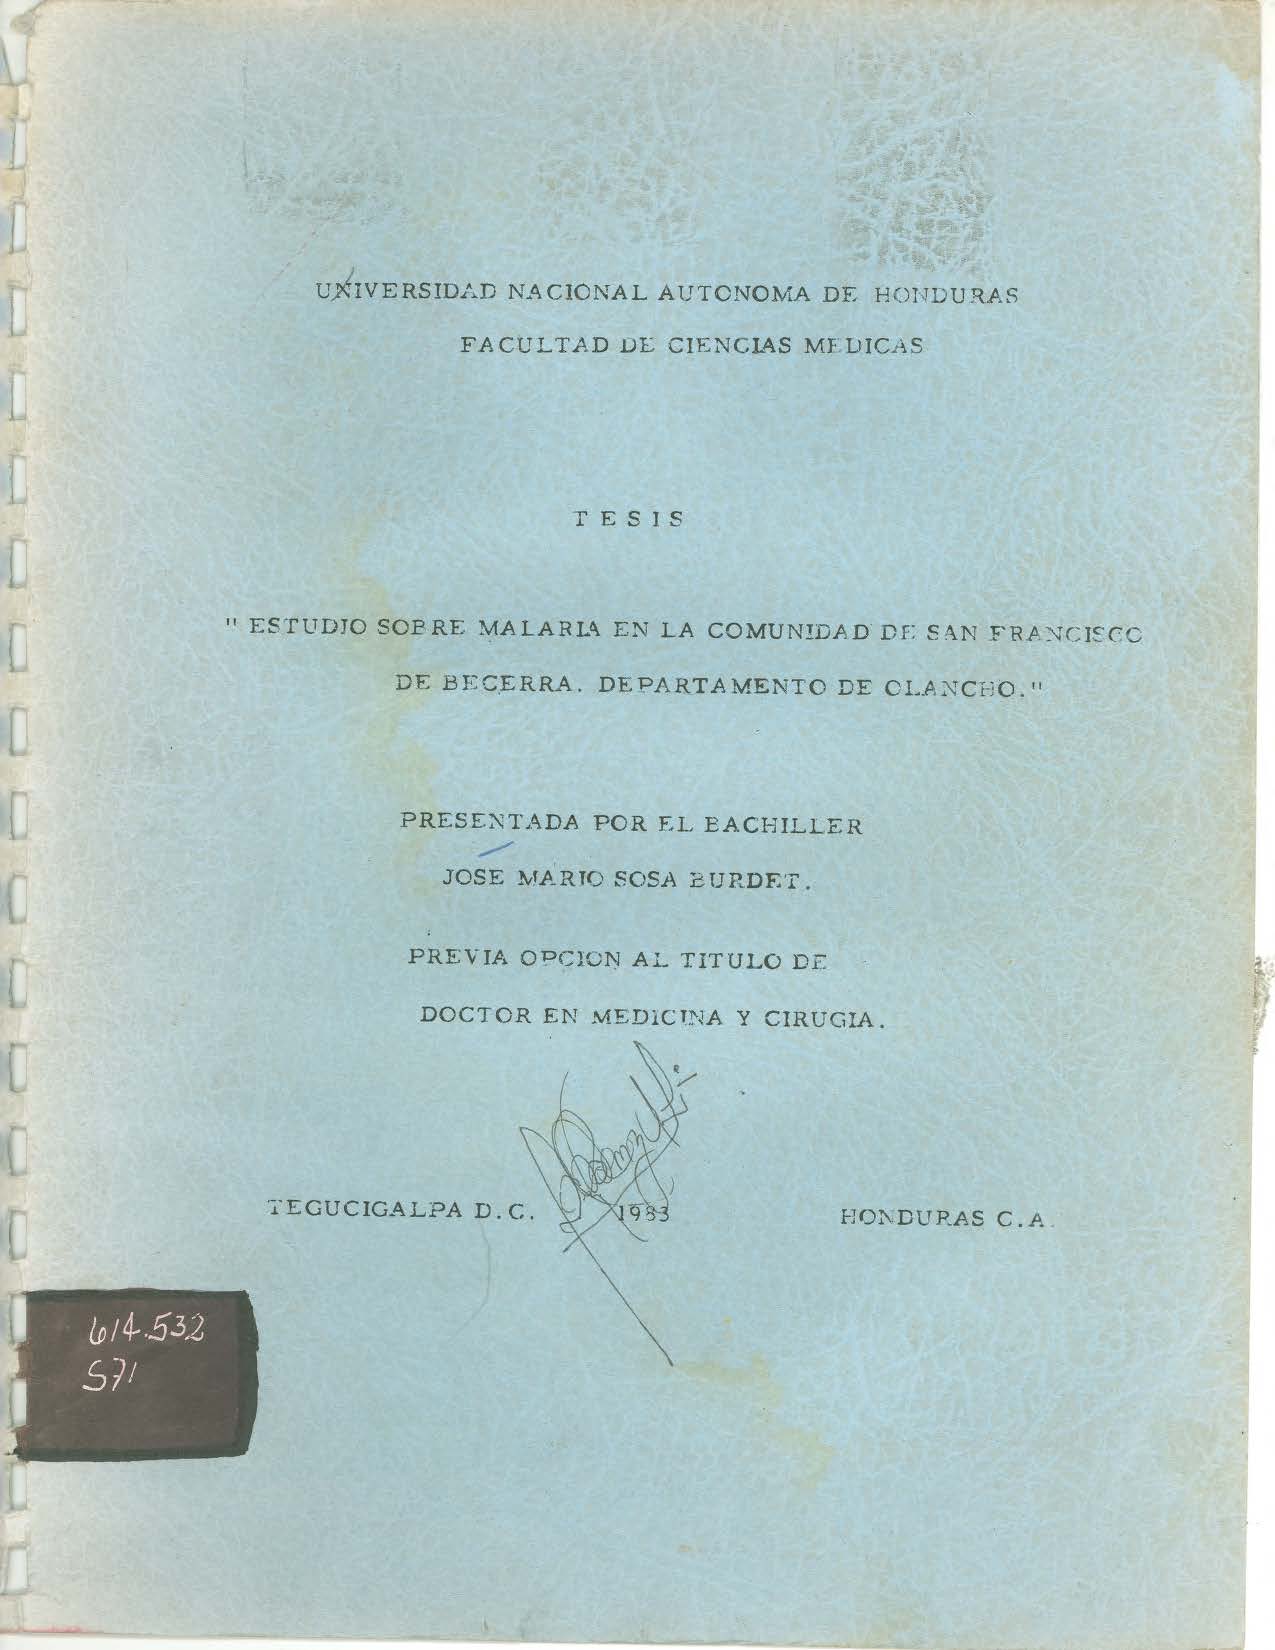 UNIVERSIDAD NACIONAL AUTONOMA DE HONDURAS
FACULTAD DE CIENCIAS MEDICAS
T E S I S
" ESTUDIO SOBRE MALARIA EN LA COMUNIDAD DE SAN FRANCISCO
DE BECERRA. DEPARTAMENTO DE OLANCHO."
PRESENTADA POR EL BACHILLER
JOSE MARIO SOSA BURDET.
PREVIA OPCION AL TITULO DE
DOCTOR EN MEDICINA Y CIRUGIA.
TEGUCIGALPA D.C. 1983 HONDURAS C.A.
614.532
S71